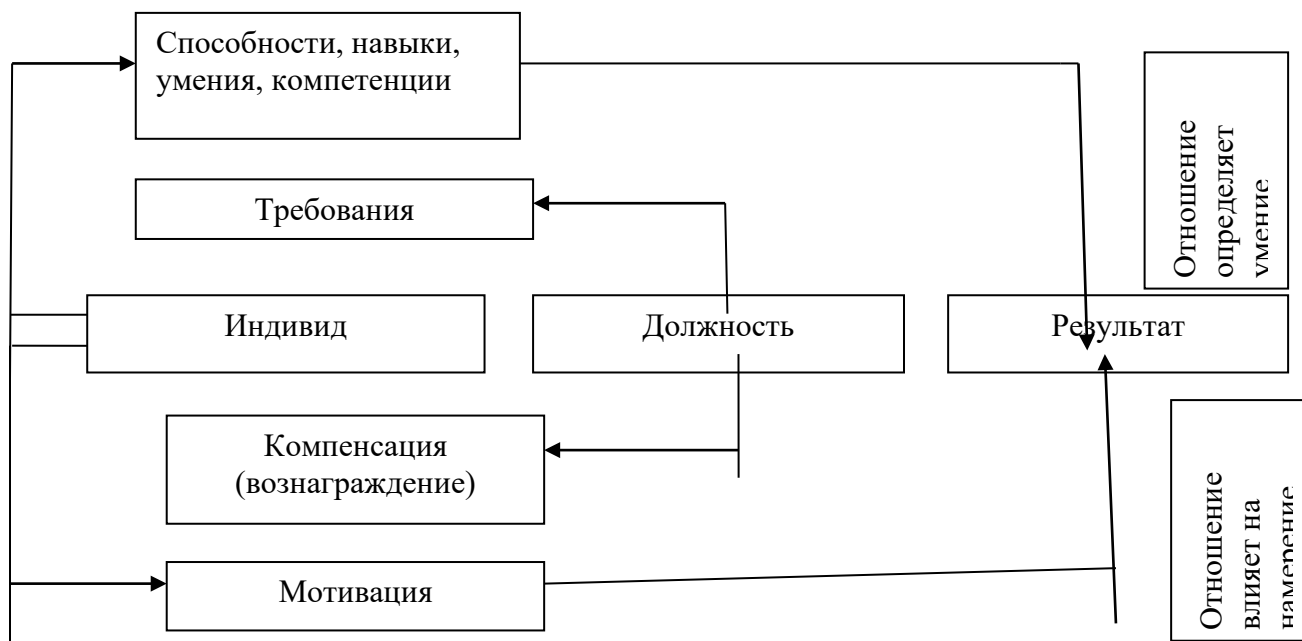 Способности, навыки,
умения, компетенции
Требования
Индивид
Должность
Результат
Компенсация
(вознаграждение)
Мотивация
Отношение
определяет
умение
Отношение
влияет на
намерение